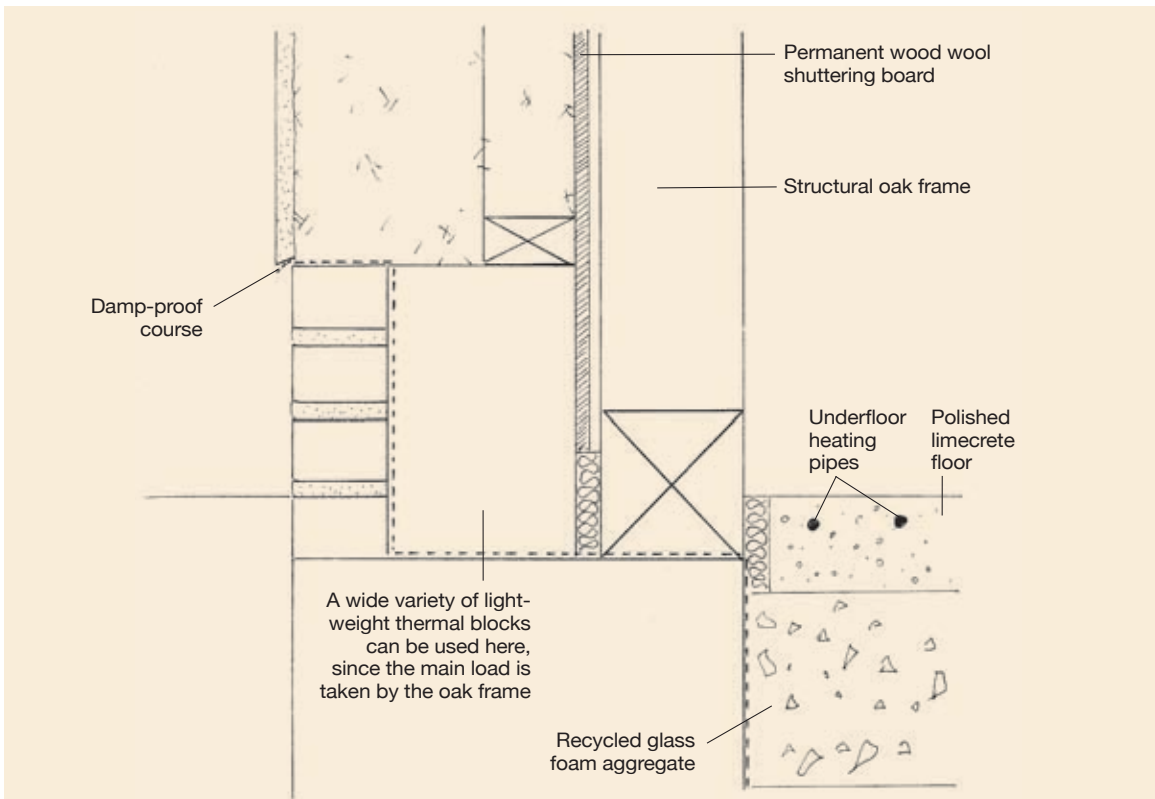 Permanent wood wool
shuttering board
Structural oak frame
Damp-proof
course
Underfloor
heating
pipes
Polished
limecrete
floor
A wide variety of light-
weight thermal blocks
can be used here,
since the main load is
taken by the oak frame
Recycled glass
foam aggregate